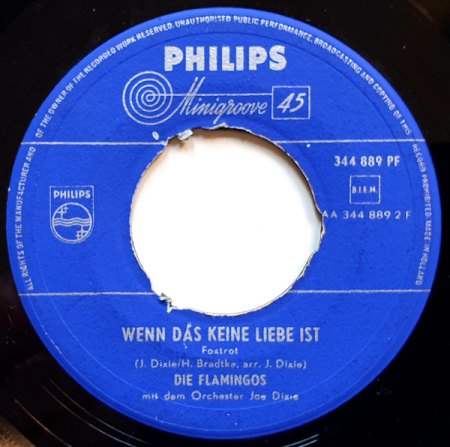 ALL RIGHTS OF THE MANUFACTURER AND OF THE OWNER OF THE RECORDED WORK RESERVED. UNAUTHORISED PUBLIC PERFORMANCE, BROADCASTING AND COPYING OF THIS RECORD PROHIBITED. MADE IN HOLLAND
PHILIPS
Minigroove 45
344 889 PF
B.I.E.M.
PHILIPS
AA 344 889 2 F
WENN DAS KEINE LIEBE IST
Foxtrot
(J. Dixie/H. Bradtke, arr. J. Dixie)
DIE FLAMINGOS
mit dem Orchester Joe Dixie